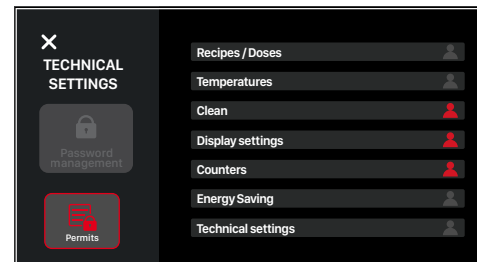 TECHNICAL
SETTINGS
Password
management
Permits
Recipes / Doses
Temperatures
Clean
Display settings
Counters
Energy Saving
Technical settings